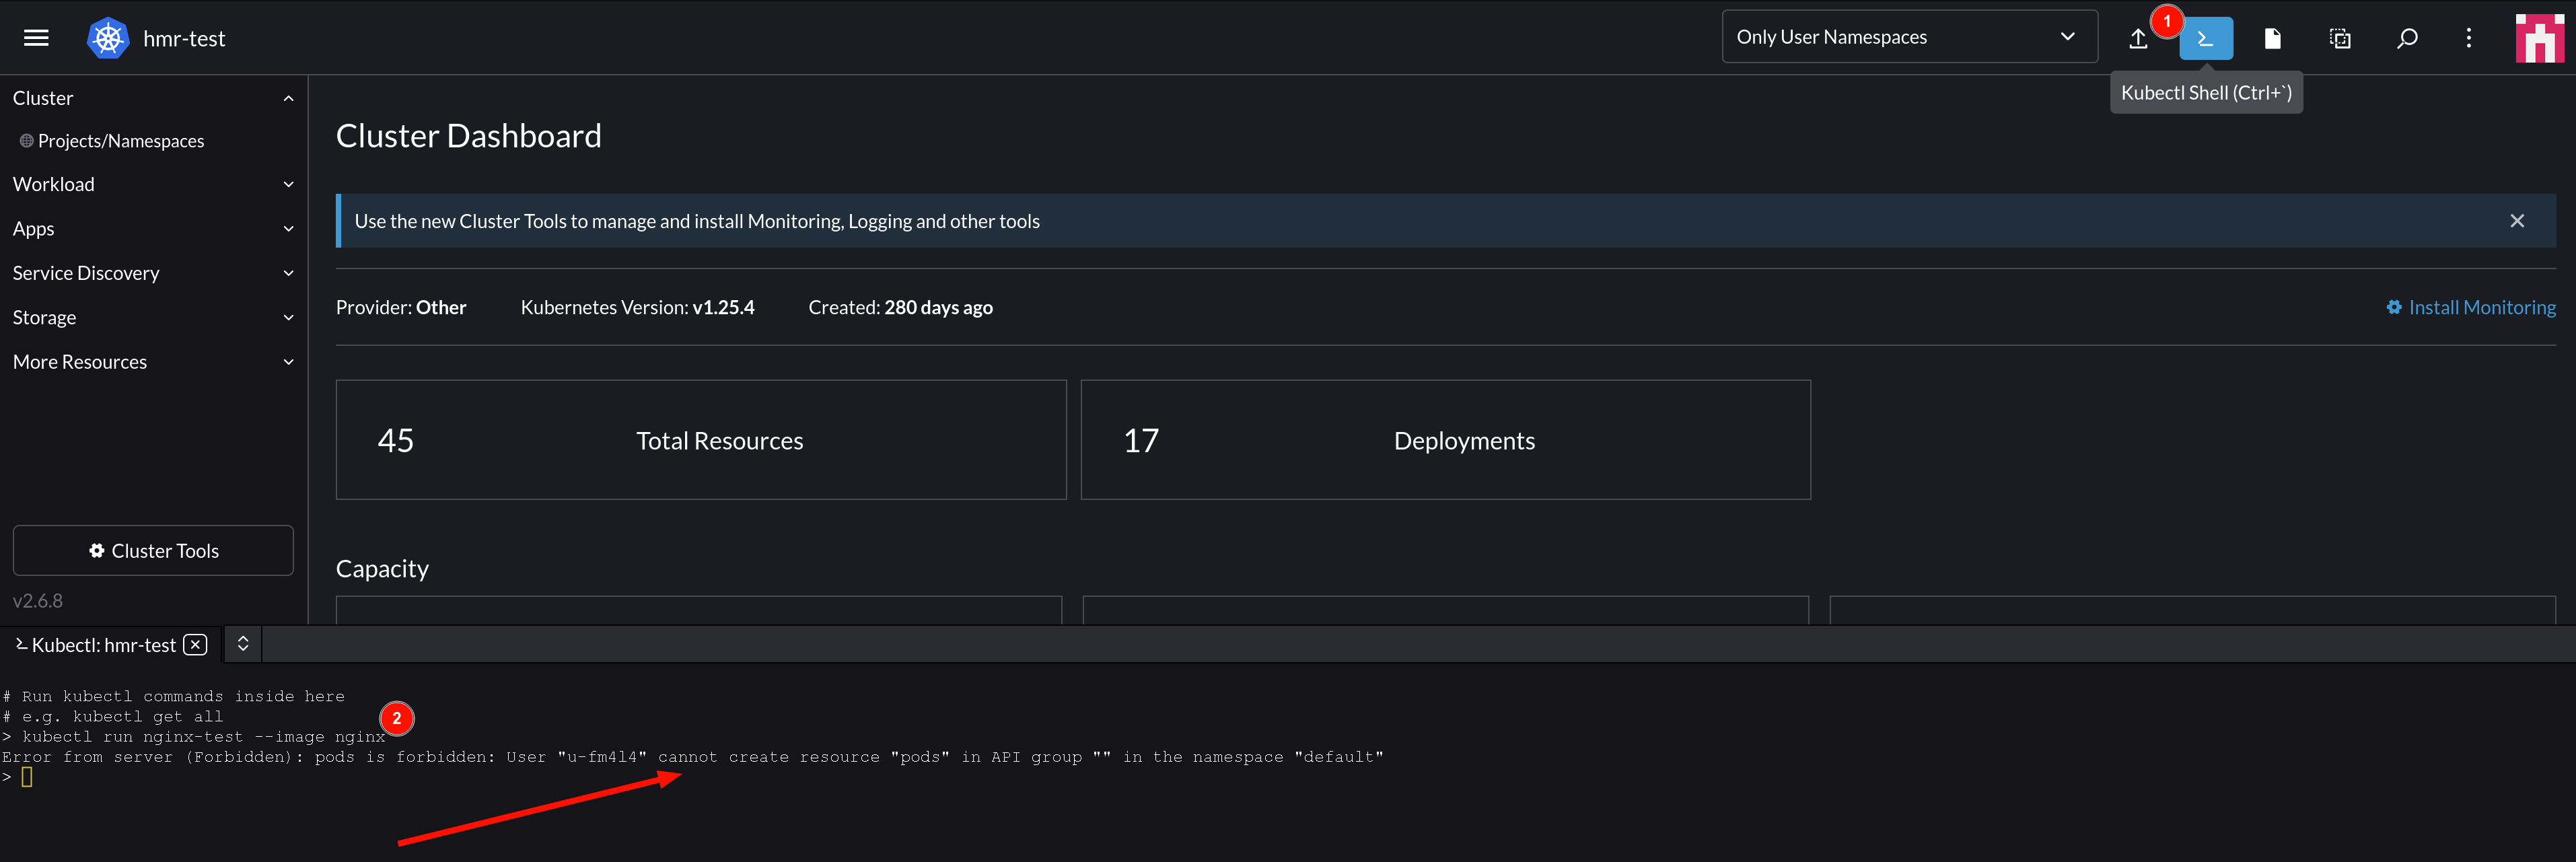 hmr-test
Only User Namespaces
1
Kubectl Shell (Ctrl+`)
Cluster
Projects/Namespaces
Workload
Apps
Service Discovery
Storage
More Resources
Cluster Tools
v2.6.8
Cluster Dashboard
Use the new Cluster Tools to manage and install Monitoring, Logging and other tools
Provider: Other Kubernetes Version: v1.25.4 Created: 280 days ago
Install Monitoring
45 Total Resources
17 Deployments
Capacity
Kubectl: hmr-test
# Run kubectl commands inside here
# e.g. kubectl get all
2
> kubectl run nginx-test --image nginx
Error from server (Forbidden): pods is forbidden: User "u-fm4l4" cannot create resource "pods" in API group "" in the namespace "default"
>